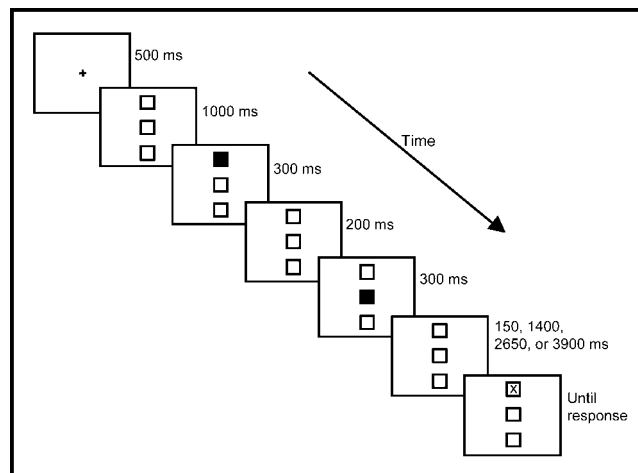 500 ms
1000 ms
Time
300 ms
200 ms
300 ms
150, 1400,
2650, or 3900 ms
X
Until
response